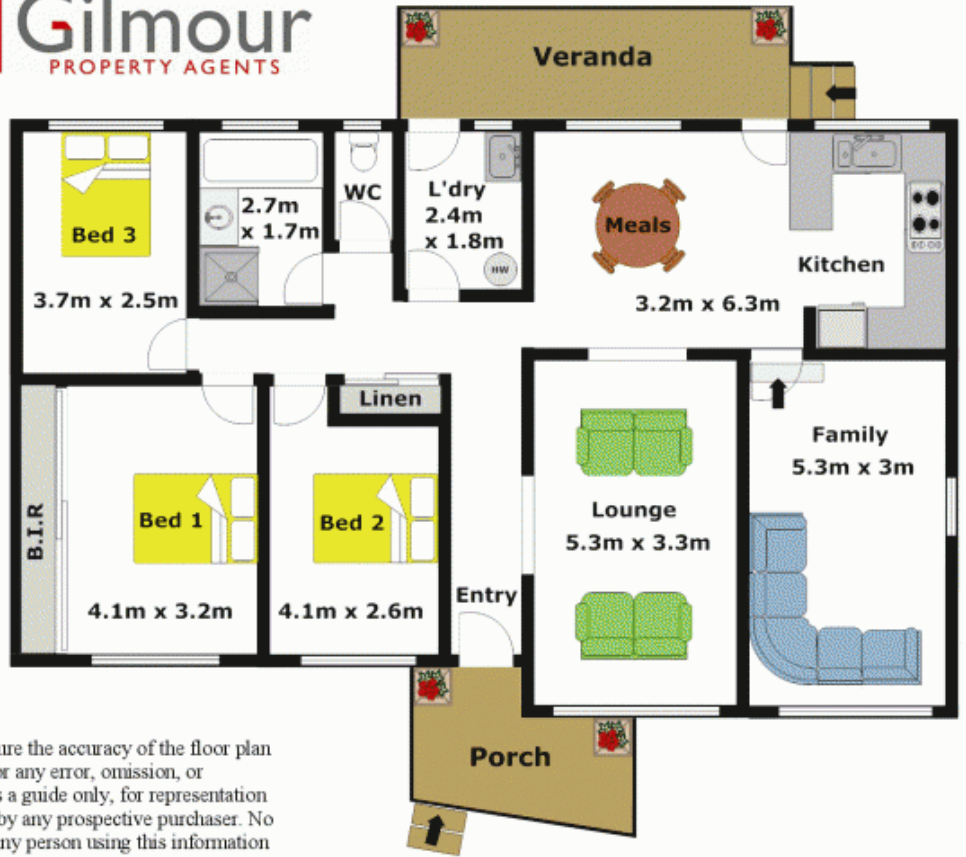 Gilmour
PROPERTY AGENTS
Veranda
Bed 3
3.7m x 2.5m
2.7m
x 1.7m
WC
L'dry
2.4m
x 1.8m
HW
Meals
Kitchen
3.2m x 6.3m
Linen
B.I.R
Bed 1
4.1m x 3.2m
Bed 2
4.1m x 2.6m
Entry
Lounge
5.3m x 3.3m
Family
5.3m x 3m
Porch
ure the accuracy of the floor plan
or any error, omission, or
s a guide only, for representation
by any prospective purchaser. No
ny person using this information